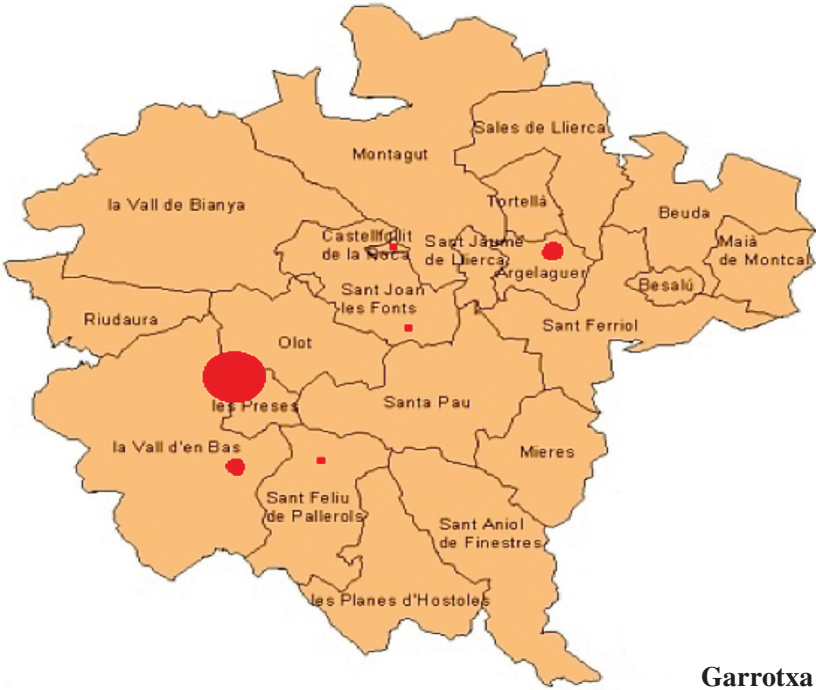 Sales de Llierca
Montagut
Tortellà
la Vall de Bianya
Beuda
Castellfollit
de la Roca
Sant Jaume
de Llierca
Maià
de Montcal
Argelaguer
Besalú
Sant Joan
les Fonts
Riudaura
Sant Ferriol
Olot
les Preses
Santa Pau
la Vall d'en Bas
Mieres
Sant Feliu
de Pallerols
Sant Aniol
de Finestres
les Planes d'Hostoles
Garrotxa